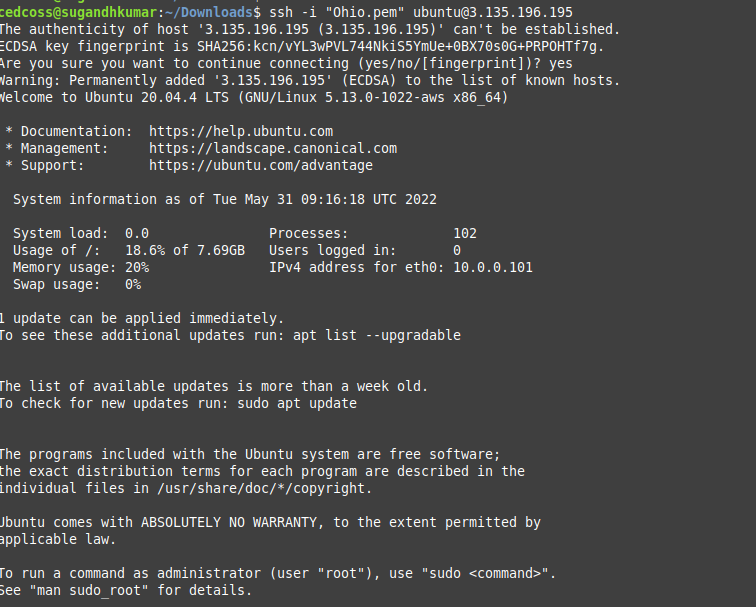 cedcoss@sugandhkumar:~/Downloads$ ssh -i "Ohio.pem" ubuntu@3.135.196.195
The authenticity of host '3.135.196.195 (3.135.196.195)' can't be established.
ECDSA key fingerprint is SHA256:kcn/vYL3wPVL744NkiS5YmUe+0BX70s0G+PRPOHTf7g.
Are you sure you want to continue connecting (yes/no/[fingerprint])? yes
Warning: Permanently added '3.135.196.195' (ECDSA) to the list of known hosts.
Welcome to Ubuntu 20.04.4 LTS (GNU/Linux 5.13.0-1022-aws x86_64)
* Documentation:  https://help.ubuntu.com
* Management:     https://landscape.canonical.com
* Support:        https://ubuntu.com/advantage
System information as of Tue May 31 09:16:18 UTC 2022
System load:  0.0               Processes:             102
Usage of /:   18.6% of 7.69GB   Users logged in:       0
Memory usage: 20%               IPv4 address for eth0: 10.0.0.101
Swap usage:   0%
1 update can be applied immediately.
To see these additional updates run: apt list --upgradable
The list of available updates is more than a week old.
To check for new updates run: sudo apt update
The programs included with the Ubuntu system are free software;
the exact distribution terms for each program are described in the
individual files in /usr/share/doc/*/copyright.
Ubuntu comes with ABSOLUTELY NO WARRANTY, to the extent permitted by
applicable law.
To run a command as administrator (user "root"), use "sudo <command>".
See "man sudo_root" for details.